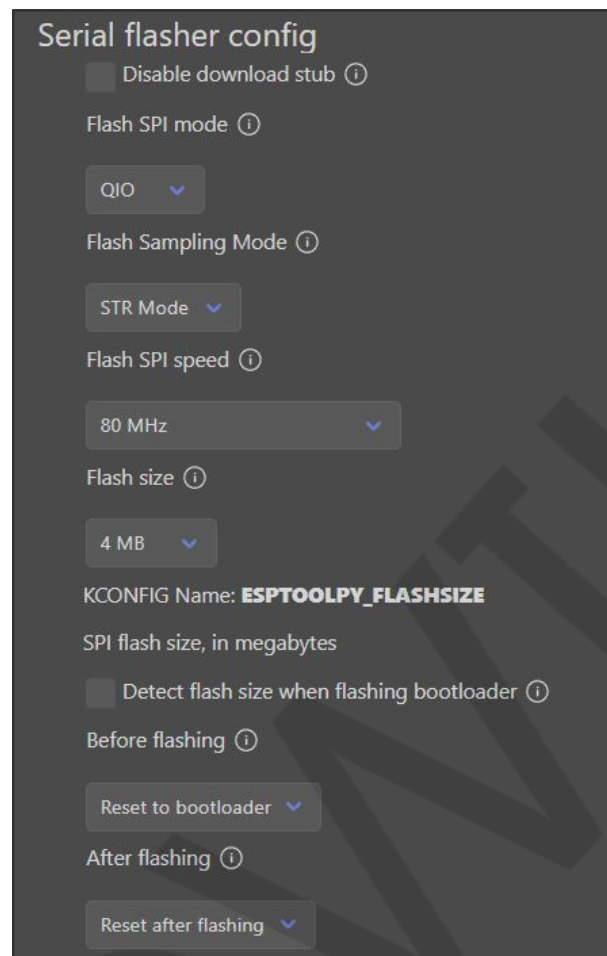 Serial flasher config
Disable download stub
Flash SPI mode
QIO
Flash Sampling Mode
STR Mode
Flash SPI speed
80 MHz
Flash size
4 MB
KCONFIG Name: ESPTOOLPY_FLASHSIZE
SPI flash size, in megabytes
Detect flash size when flashing bootloader
Before flashing
Reset to bootloader
After flashing
Reset after flashing